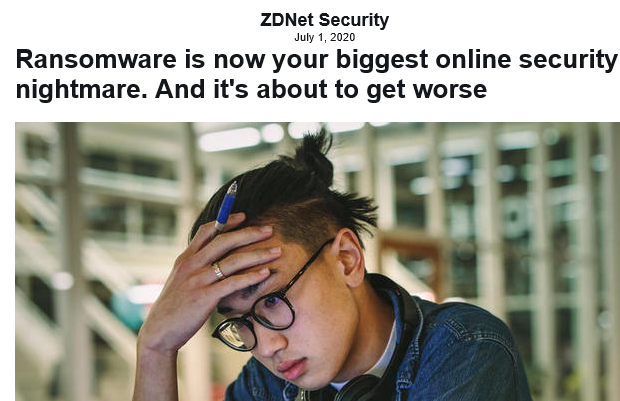 ZDNet Security
July 1, 2020
Ransomware is now your biggest online security
nightmare. And it's about to get worse